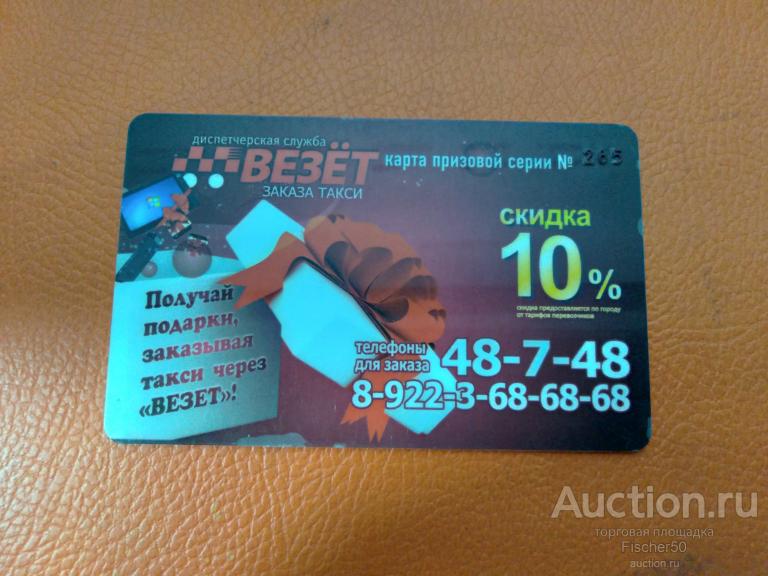 диспетчерская служба
ВЕЗЁТ
ЗАКАЗА ТАКСИ
карта призовой серии № 265
скидка
10%
скидка предоставляется по городу
от тарифов перевозчиков
Получай
подарки,
заказывая
такси через
«ВЕЗЕТ»!
телефоны
для заказа
48-7-48
8-922-3-68-68-68
Auction.ru
торговая площадка
Fischer50
auction.ru